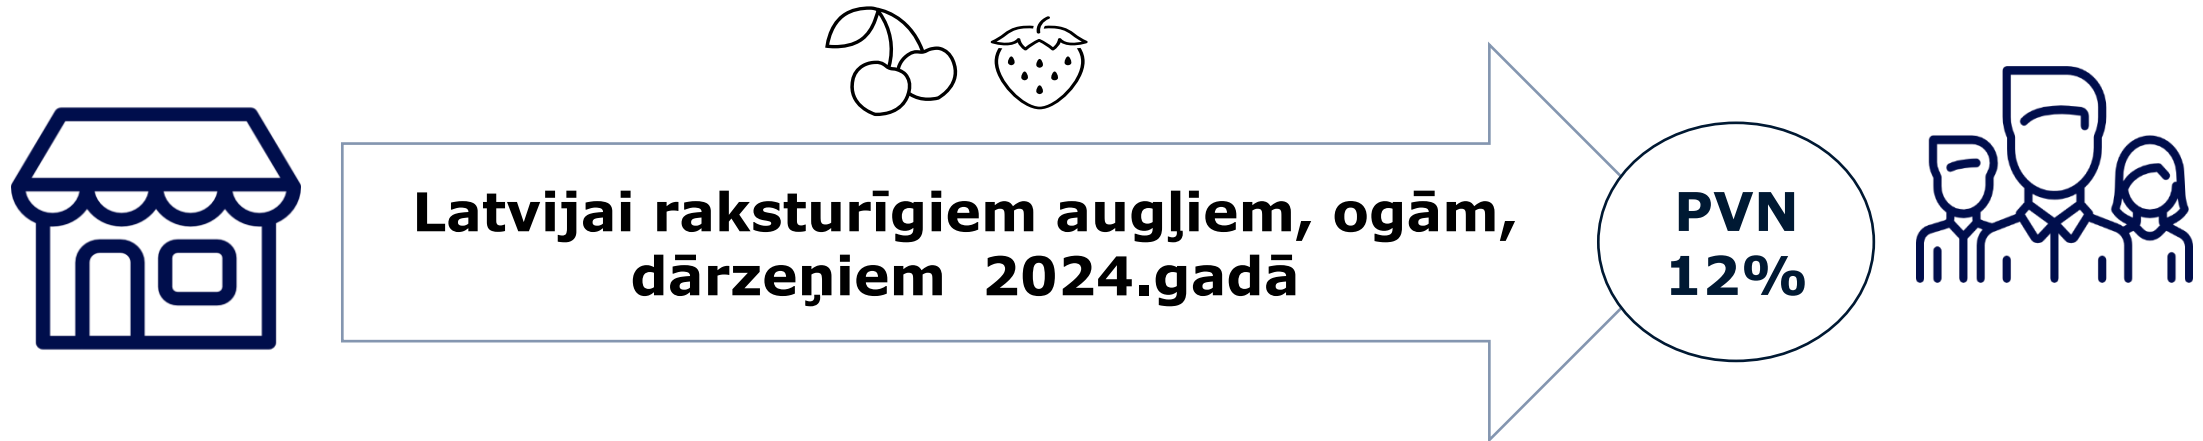 Latvijai raksturīgiem augļiem, ogām,
dārzeņiem  2024.gadā
PVN
12%